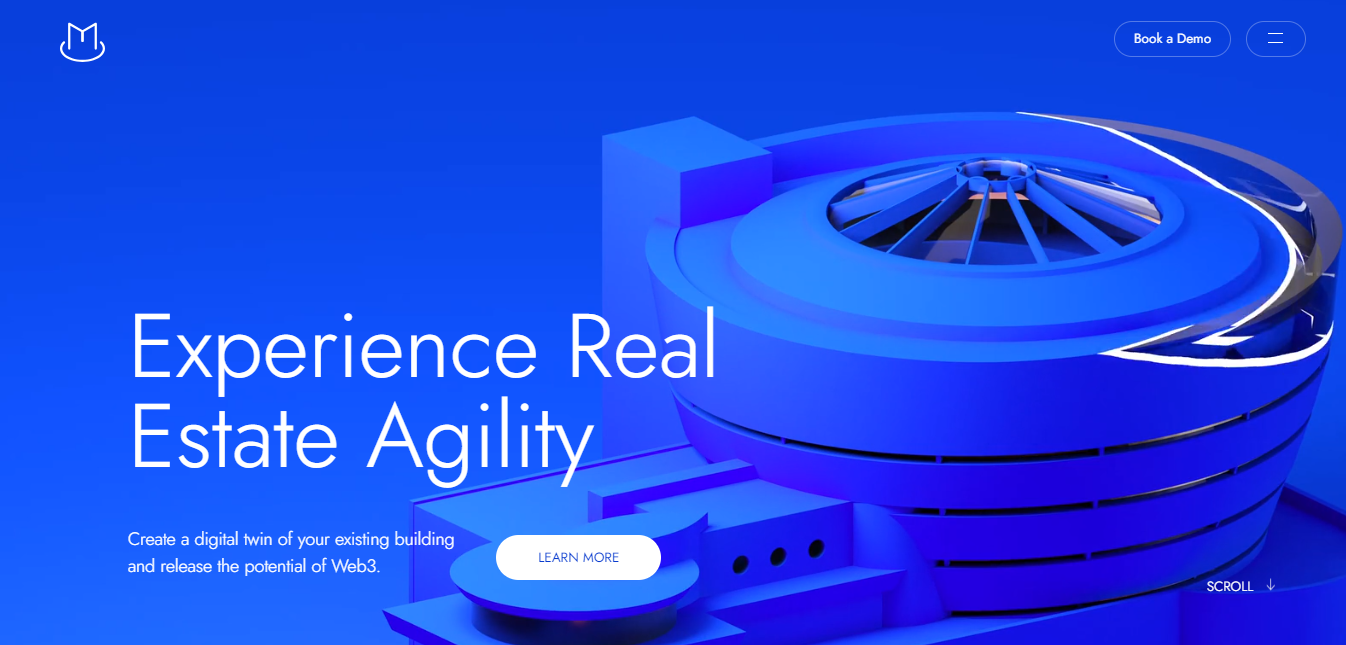 Book a Demo
Experience Real
Estate Agility
Create a digital twin of your existing building
and release the potential of Web3.
LEARN MORE
SCROLL